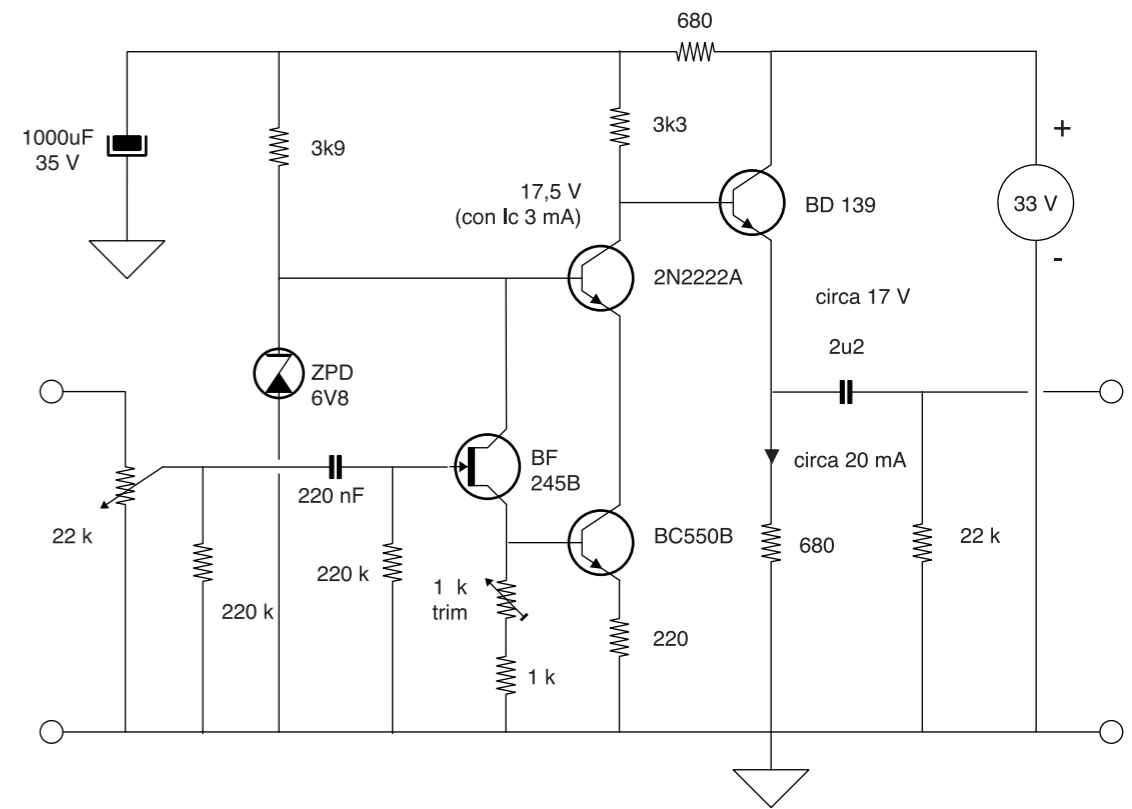 680
1000uF
35 V
3k9
3k3
17,5 V
(con Ic 3 mA)
BD 139
+
33 V
-
2N2222A
circa 17 V
2u2
ZPD
6V8
BF
245B
circa 20 mA
220 nF
22 k
BC550B
680
22 k
220 k
1 k
trim
220 k
220
1 k